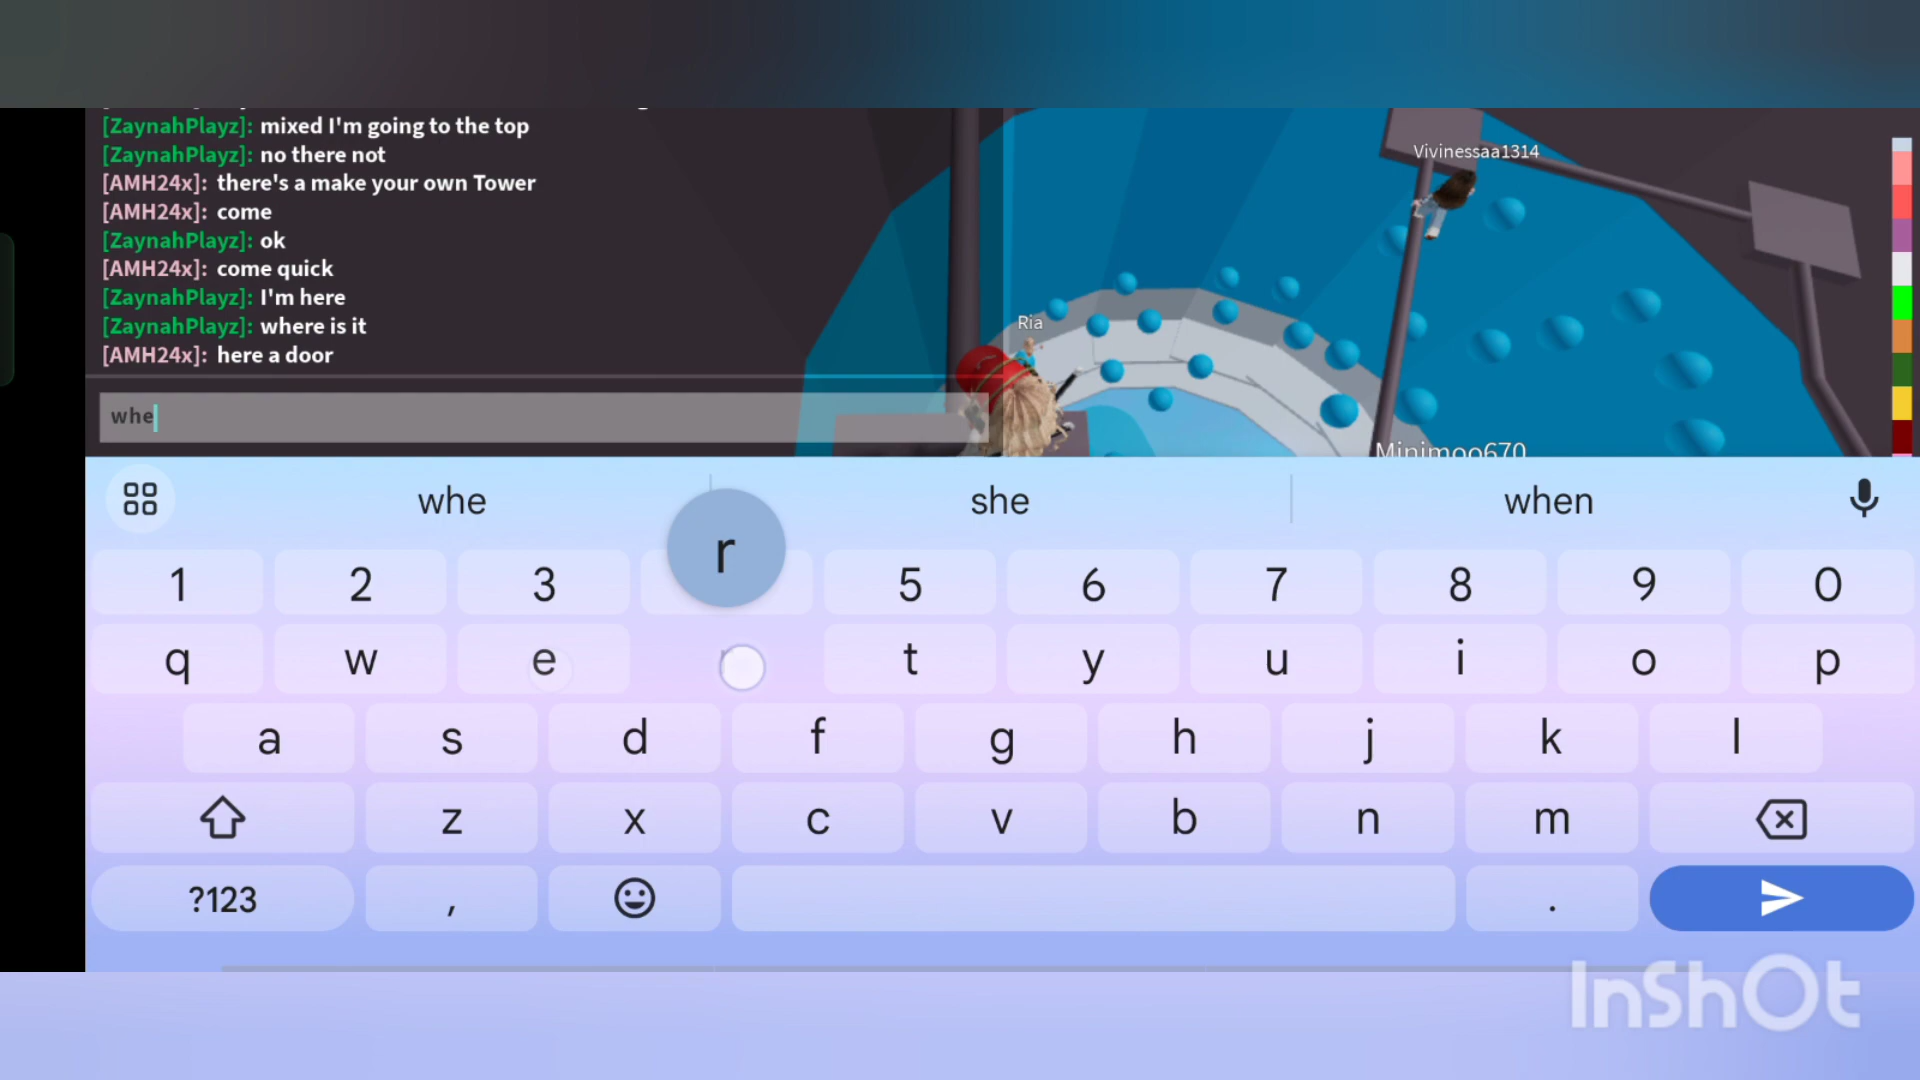 [ZaynahPlayz]: mixed I'm going to the top
[ZaynahPlayz]: no there not
[AMH24x]: there's a make your own Tower
[AMH24x]: come
[ZaynahPlayz]: ok
[AMH24x]: come quick
[ZaynahPlayz]: I'm here
[ZaynahPlayz]: where is it
[AMH24x]: here a door
whe
Vivinessaa1314
Ria
Minimoo670
whe she when
r
1 2 3 5 6 7 8 9 0
q w e t y u i o p
a s d f g h j k l
z x c v b n m
?123 , .
InShOt